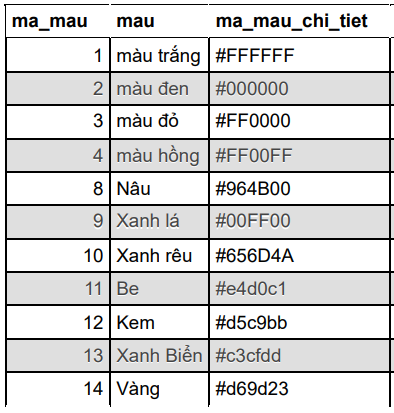 ma_mau mau ma_mau_chi_tiet
1 màu trắng #FFFFFF
2 màu đen #000000
3 màu đỏ #FF0000
4 màu hồng #FF00FF
8 Nâu #964B00
9 Xanh lá #00FF00
10 Xanh rêu #656D4A
11 Be #e4d0c1
12 Kem #d5c9bb
13 Xanh Biển #c3cfdd
14 Vàng #d69d23